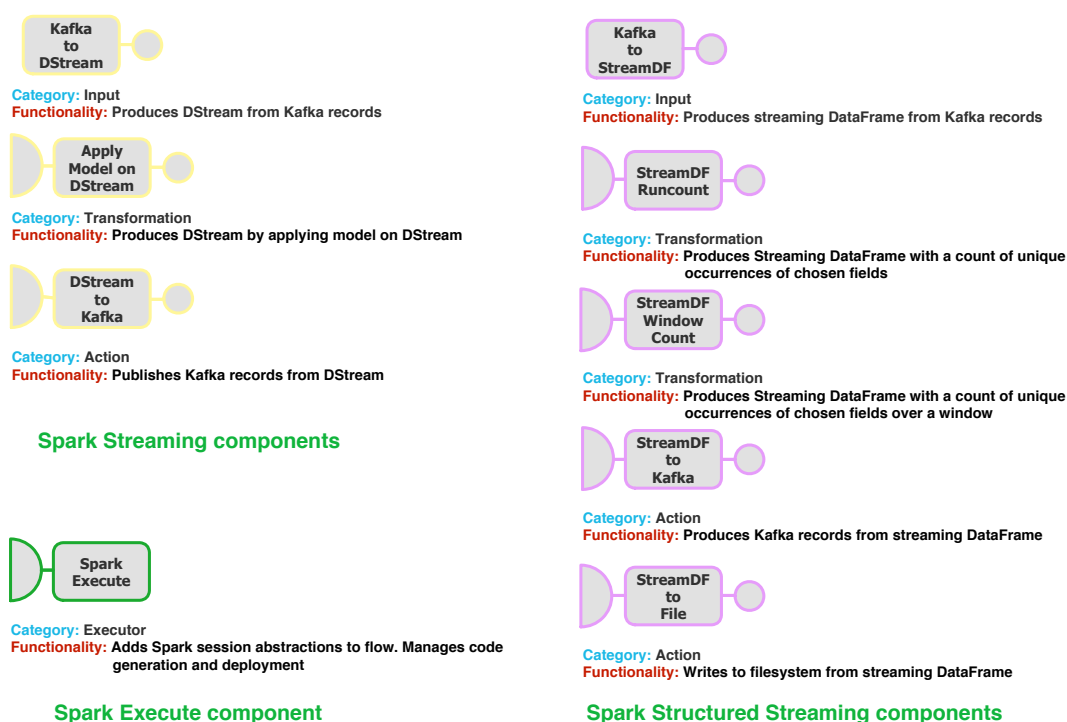 Kafka
to
DStream
Category: Input
Functionality: Produces DStream from Kafka records
Apply
Model on
DStream
Category: Transformation
Functionality: Produces DStream by applying model on DStream
DStream
to
Kafka
Category: Action
Functionality: Publishes Kafka records from DStream
Spark Streaming components
Spark
Execute
Category: Executor
Functionality: Adds Spark session abstractions to flow. Manages code
generation and deployment
Spark Execute component
Kafka
to
StreamDF
Category: Input
Functionality: Produces streaming DataFrame from Kafka records
StreamDF
Runcount
Category: Transformation
Functionality: Produces Streaming DataFrame with a count of unique
occurrences of chosen fields
StreamDF
Window
Count
Category: Transformation
Functionality: Produces Streaming DataFrame with a count of unique
occurrences of chosen fields over a window
StreamDF
to
Kafka
Category: Action
Functionality: Produces Kafka records from streaming DataFrame
StreamDF
to
File
Category: Action
Functionality: Writes to filesystem from streaming DataFrame
Spark Structured Streaming components